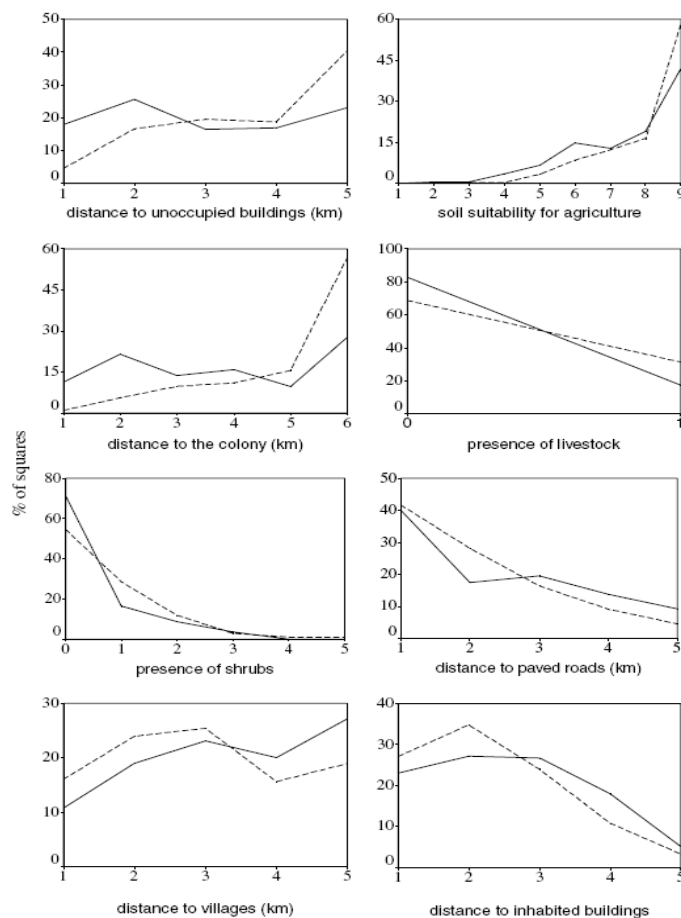 50
40
30
20
10
0
1 2 3 4 5
distance to unoccupied buildings (km)
60
45
30
15
0
1 2 3 4 5 6 7 8 9
soil suitability for agriculture
% of squares
60
45
30
15
0
1 2 3 4 5 6
distance to the colony (km)
100
80
60
40
20
0
0 1
presence of livestock
80
60
40
20
0
0 1 2 3 4 5
presence of shrubs
50
40
30
20
10
0
1 2 3 4 5
distance to paved roads (km)
30
20
10
0
1 2 3 4 5
distance to villages (km)
40
30
20
10
0
1 2 3 4 5
distance to inhabited buildings